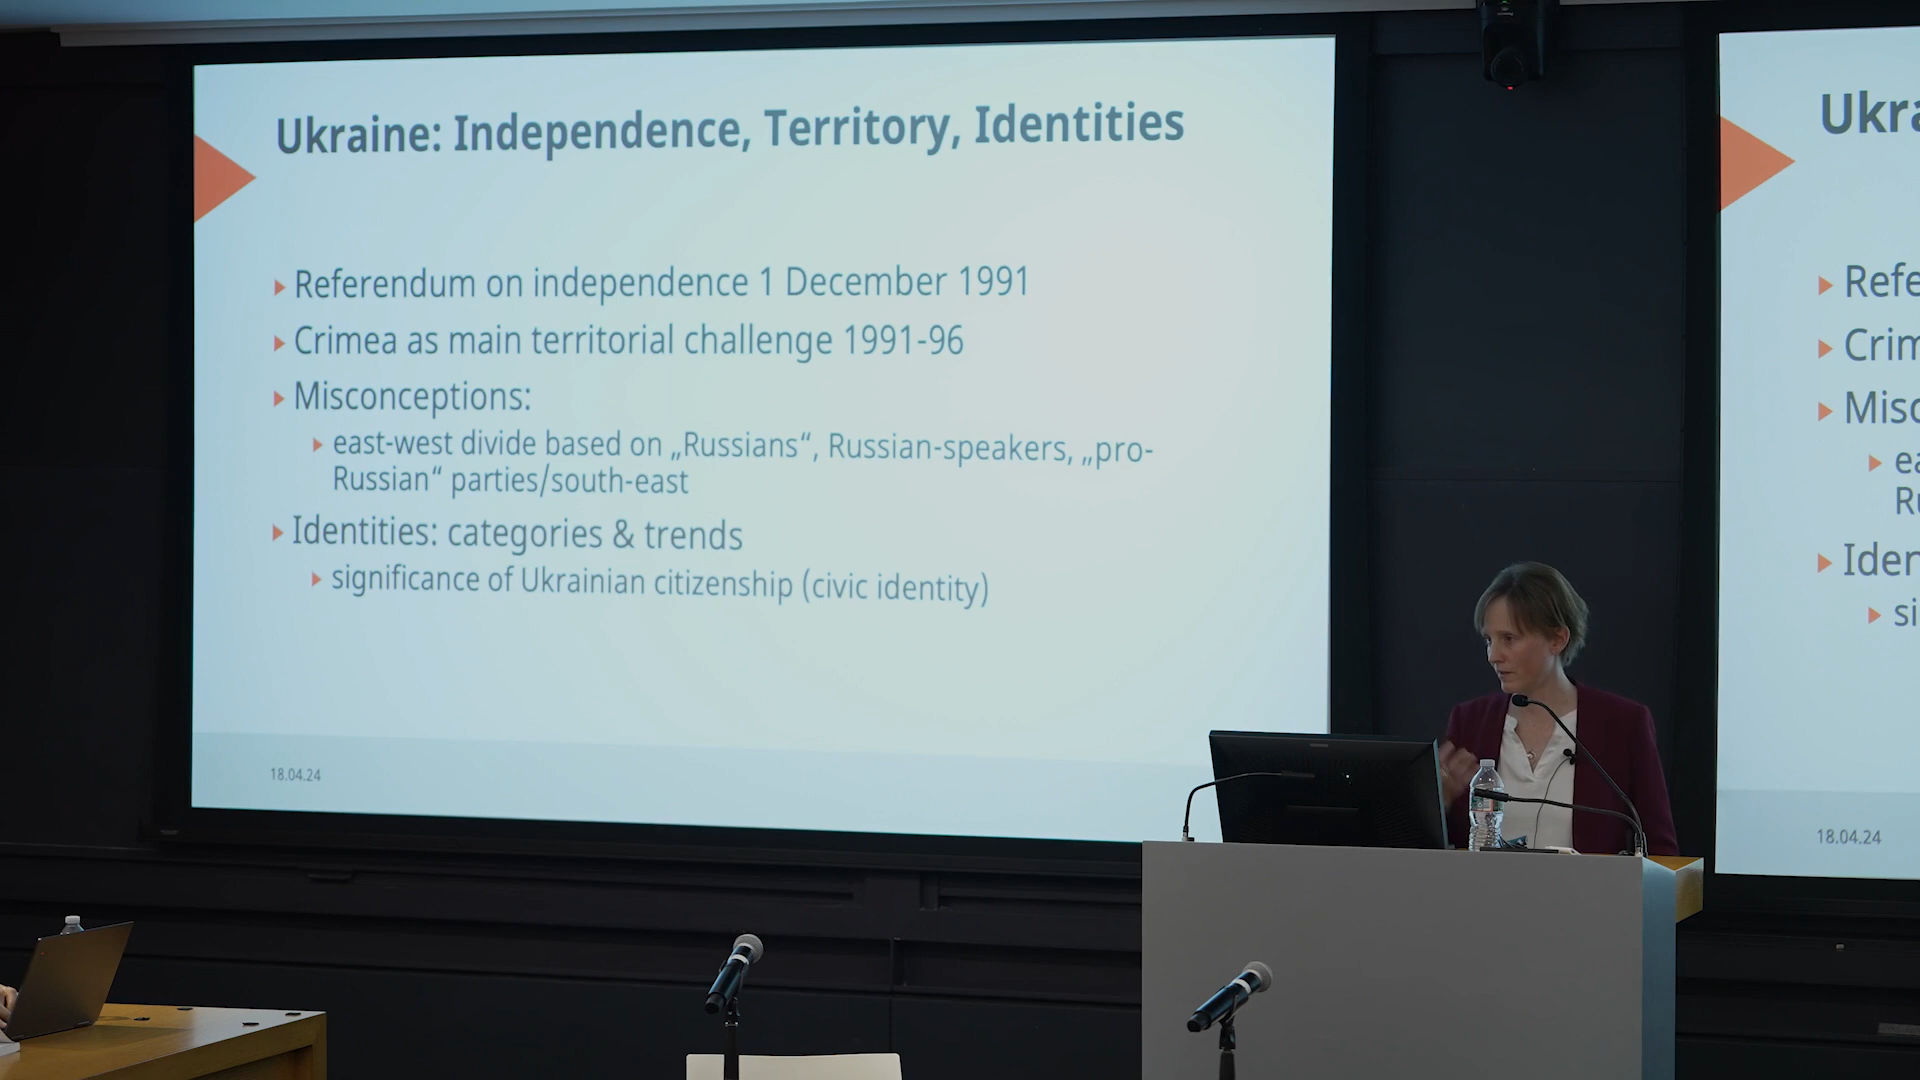 Ukraine: Independence, Territory, Identities
Referendum on independence 1 December 1991
Crimea as main territorial challenge 1991-96
Misconceptions:
east-west divide based on „Russians“, Russian-speakers, „pro-
Russian“ parties/south-east
Identities: categories & trends
significance of Ukrainian citizenship (civic identity)
18.04.24
Ukra
Refe
Crim
Misc
ea
Ru
Iden
si
18.04.24